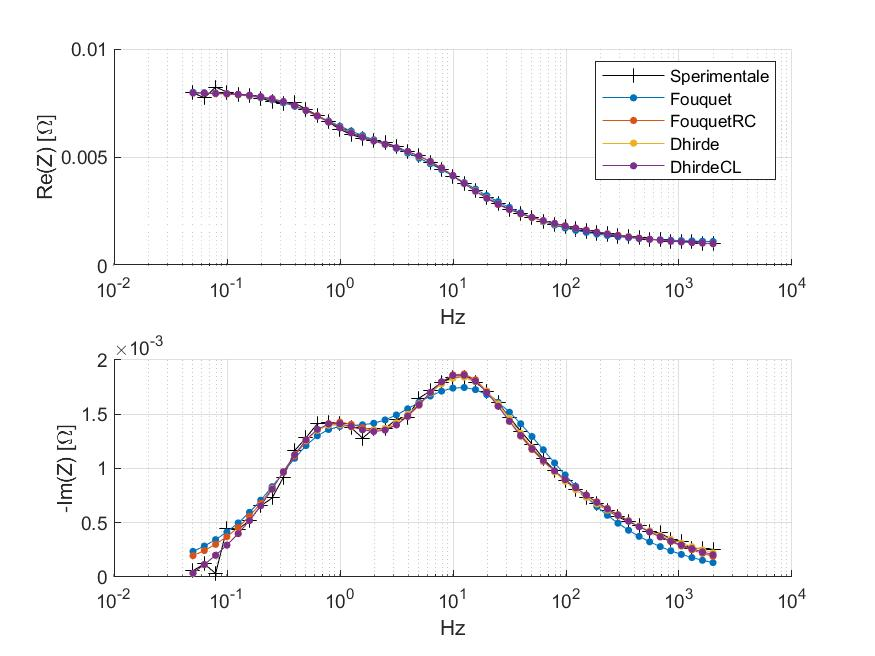 0.01
0.005
0
Re(Z) [Ω]
10^-2
10^-1
10^0
10^1
10^2
10^3
10^4
Hz
Sperimentale
Fouquet
FouquetRC
Dhirde
DhirdeCL
×10^-3
2
1.5
1
0.5
0
-Im(Z) [Ω]
10^-2
10^-1
10^0
10^1
10^2
10^3
10^4
Hz